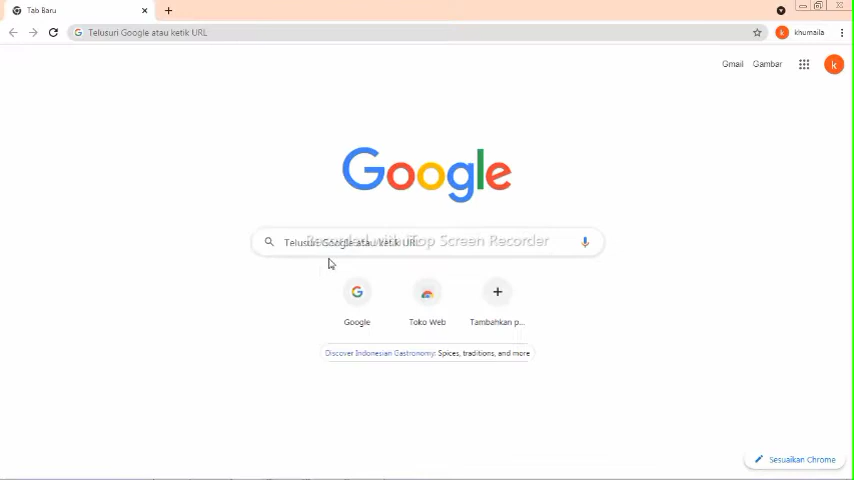 Tab Baru
Telusuri Google atau ketik URL
khumaila
Gmail
Gambar
k
Google
Telusuri Google atau ketik URL
Recorded with iTop Screen Recorder
Google
Toko Web
Tambahkan p...
Discover Indonesian Gastronomy: Spices, traditions, and more
Sesuaikan Chrome